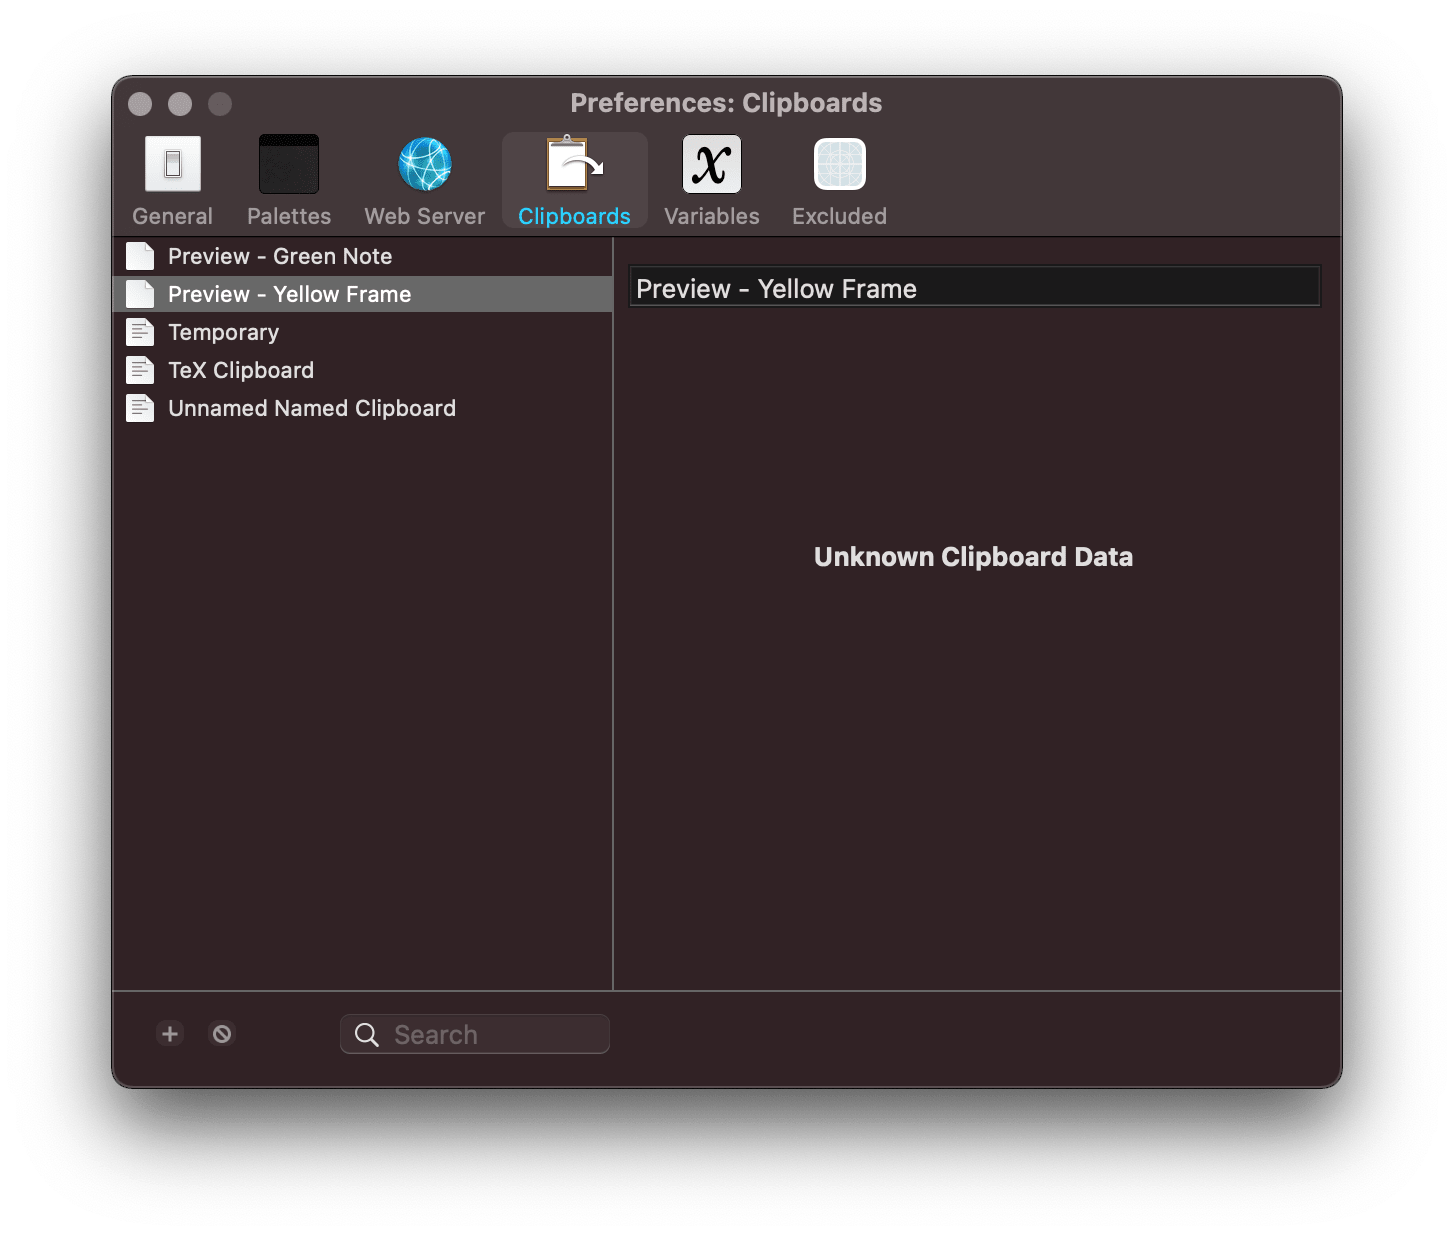 Preferences: Clipboards
General
Palettes
Web Server
Clipboards
x
Variables
Excluded
Preview - Green Note
Preview - Yellow Frame
Temporary
TeX Clipboard
Unnamed Named Clipboard
Preview - Yellow Frame
Unknown Clipboard Data
Search